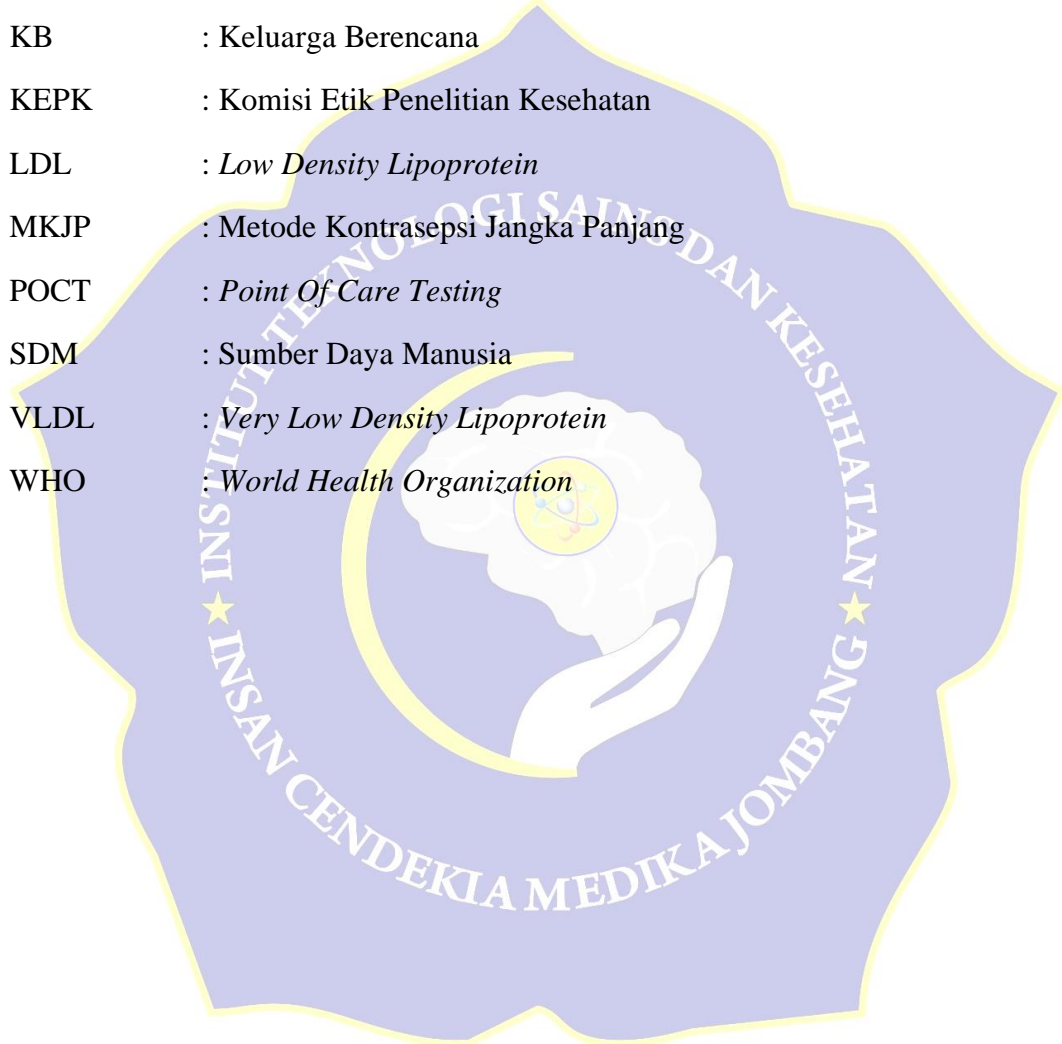 KB : Keluarga Berencana
KEPK : Komisi Etik Penelitian Kesehatan
LDL : Low Density Lipoprotein
MKJP : Metode Kontrasepsi Jangka Panjang
POCT : Point Of Care Testing
SDM : Sumber Daya Manusia
VLDL : Very Low Density Lipoprotein
WHO : World Health Organization
INSTITUT TEKNOLOGI SAINS DAN KESEHATAN
INSAN CENDEKIA MEDIKA JOMBANG